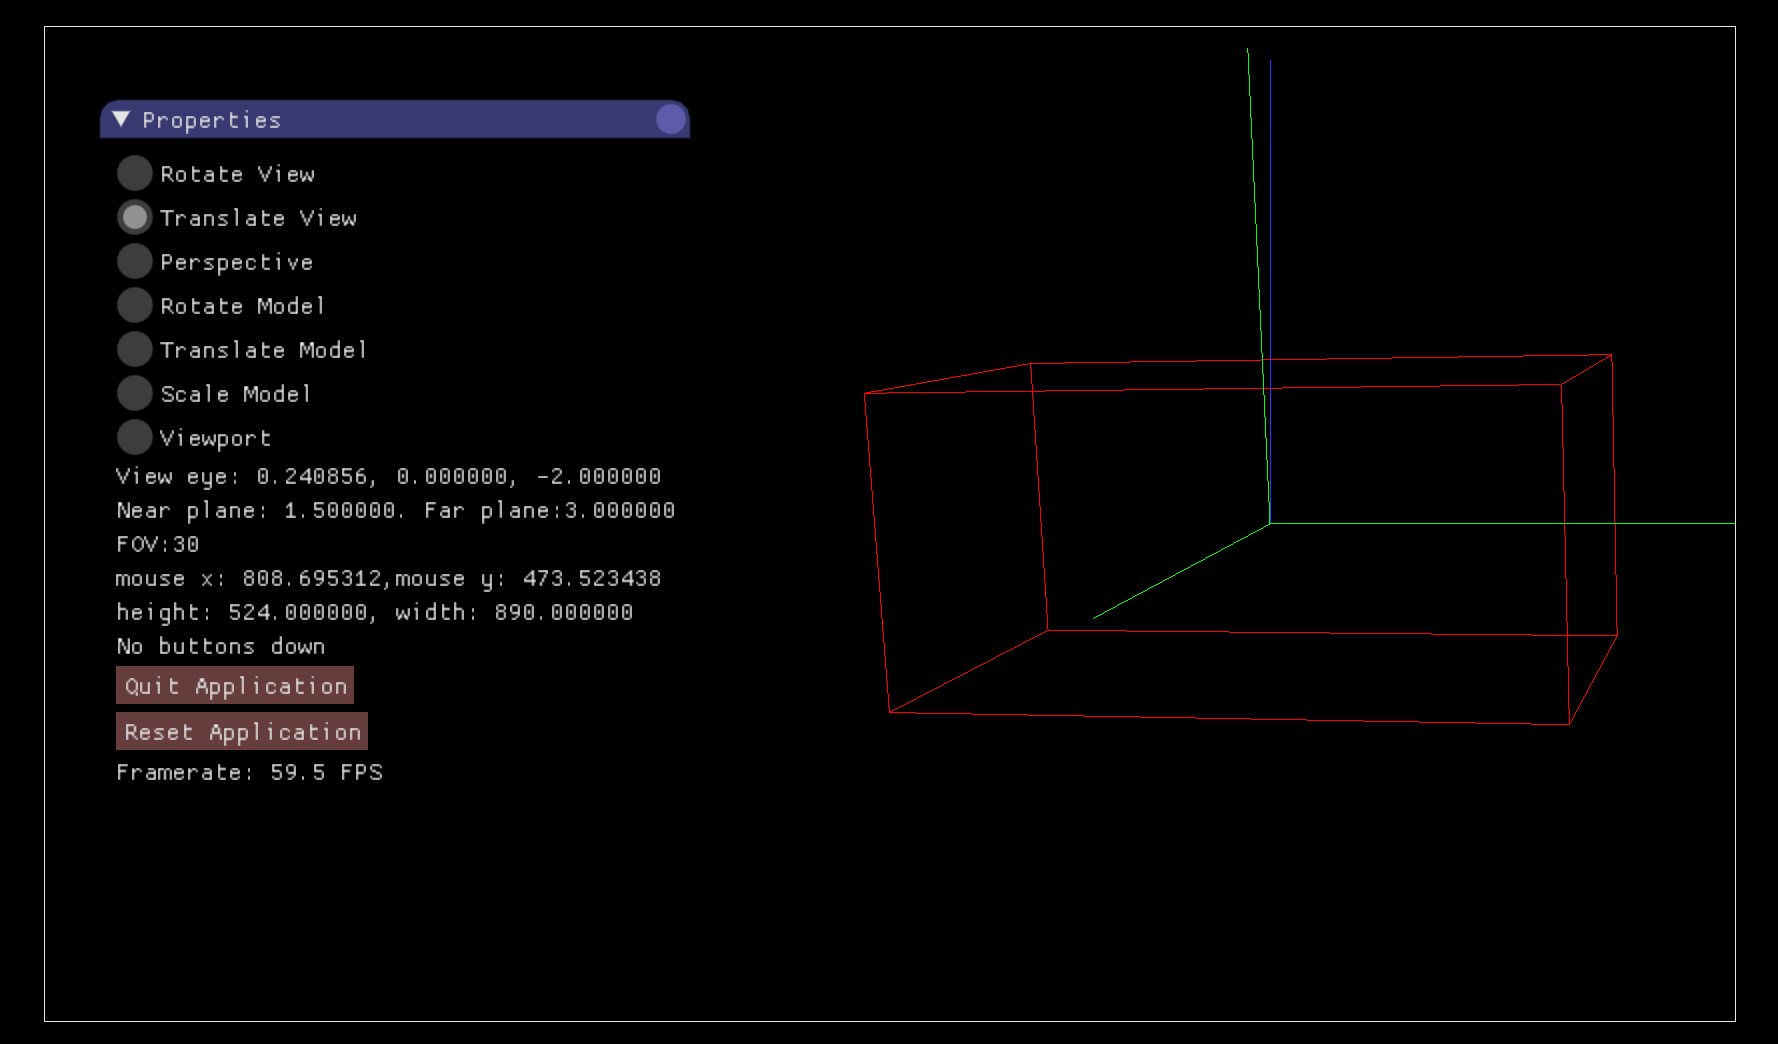 Properties
Rotate View
Translate View
Perspective
Rotate Model
Translate Model
Scale Model
Viewport
View eye: 0.240856, 0.000000, -2.000000
Near plane: 1.500000. Far plane:3.000000
FOV:30
mouse x: 808.695312,mouse y: 473.523438
height: 524.000000, width: 890.000000
No buttons down
Quit Application
Reset Application
Framerate: 59.5 FPS